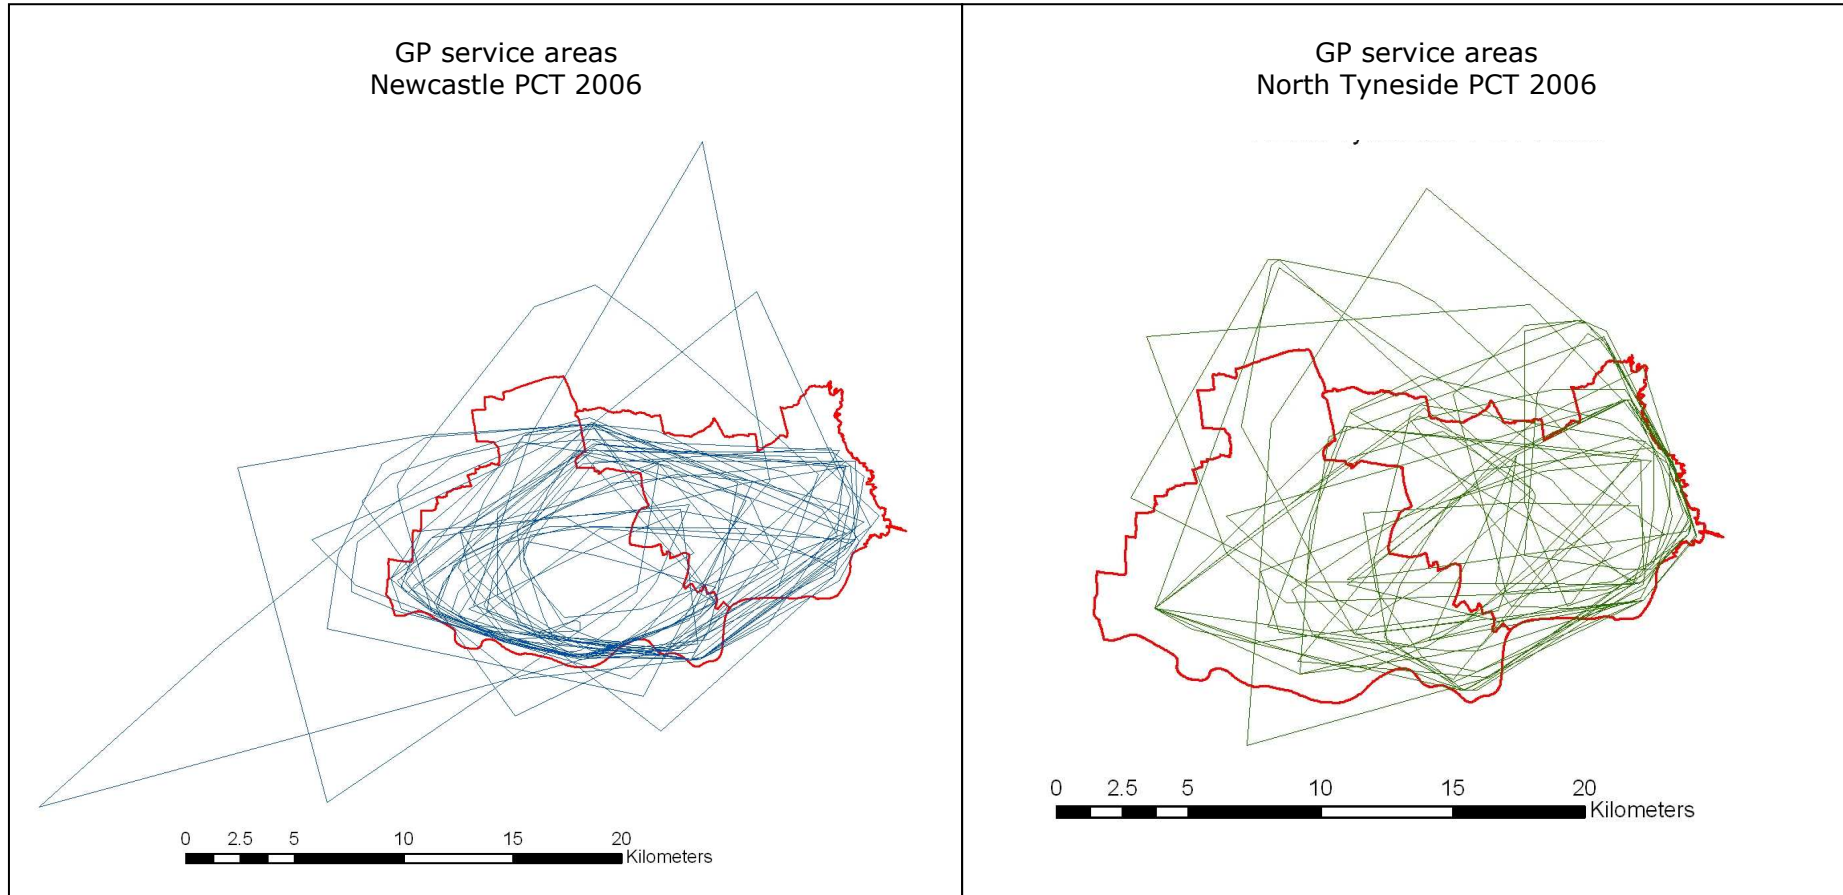 GP service areas
Newcastle PCT 2006
0 2.5 5 10 15 20
Kilometers
GP service areas
North Tyneside PCT 2006
0 2.5 5 10 15 20
Kilometers